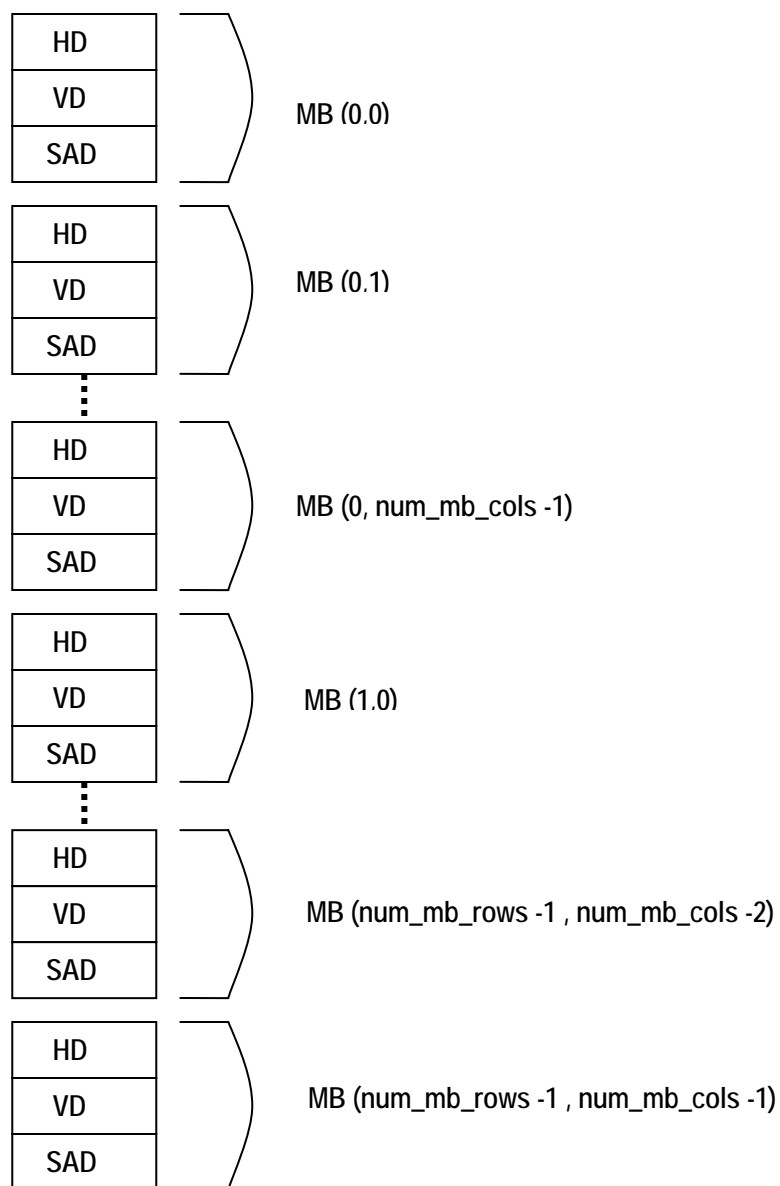 HD
VD
SAD
MB (0,0)
HD
VD
SAD
MB (0,1)
HD
VD
SAD
MB (0, num_mb_cols -1)
HD
VD
SAD
MB (1,0)
HD
VD
SAD
MB (num_mb_rows -1 , num_mb_cols -2)
HD
VD
SAD
MB (num_mb_rows -1 , num_mb_cols -1)